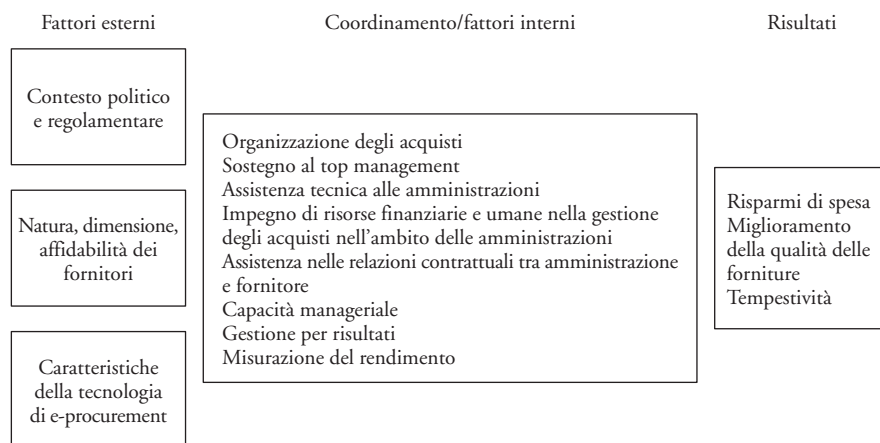 Fattori esterni
Coordinamento/fattori interni
Risultati
Contesto politico
e regolamentare
Natura, dimensione,
affidabilità dei
fornitori
Caratteristiche
della tecnologia
di e-procurement
Organizzazione degli acquisti
Sostegno al top management
Assistenza tecnica alle amministrazioni
Impegno di risorse finanziarie e umane nella gestione
degli acquisti nell'ambito delle amministrazioni
Assistenza nelle relazioni contrattuali tra amministrazione
e fornitore
Capacità manageriale
Gestione per risultati
Misurazione del rendimento
Risparmi di spesa
Miglioramento
della qualità delle
forniture
Tempestività